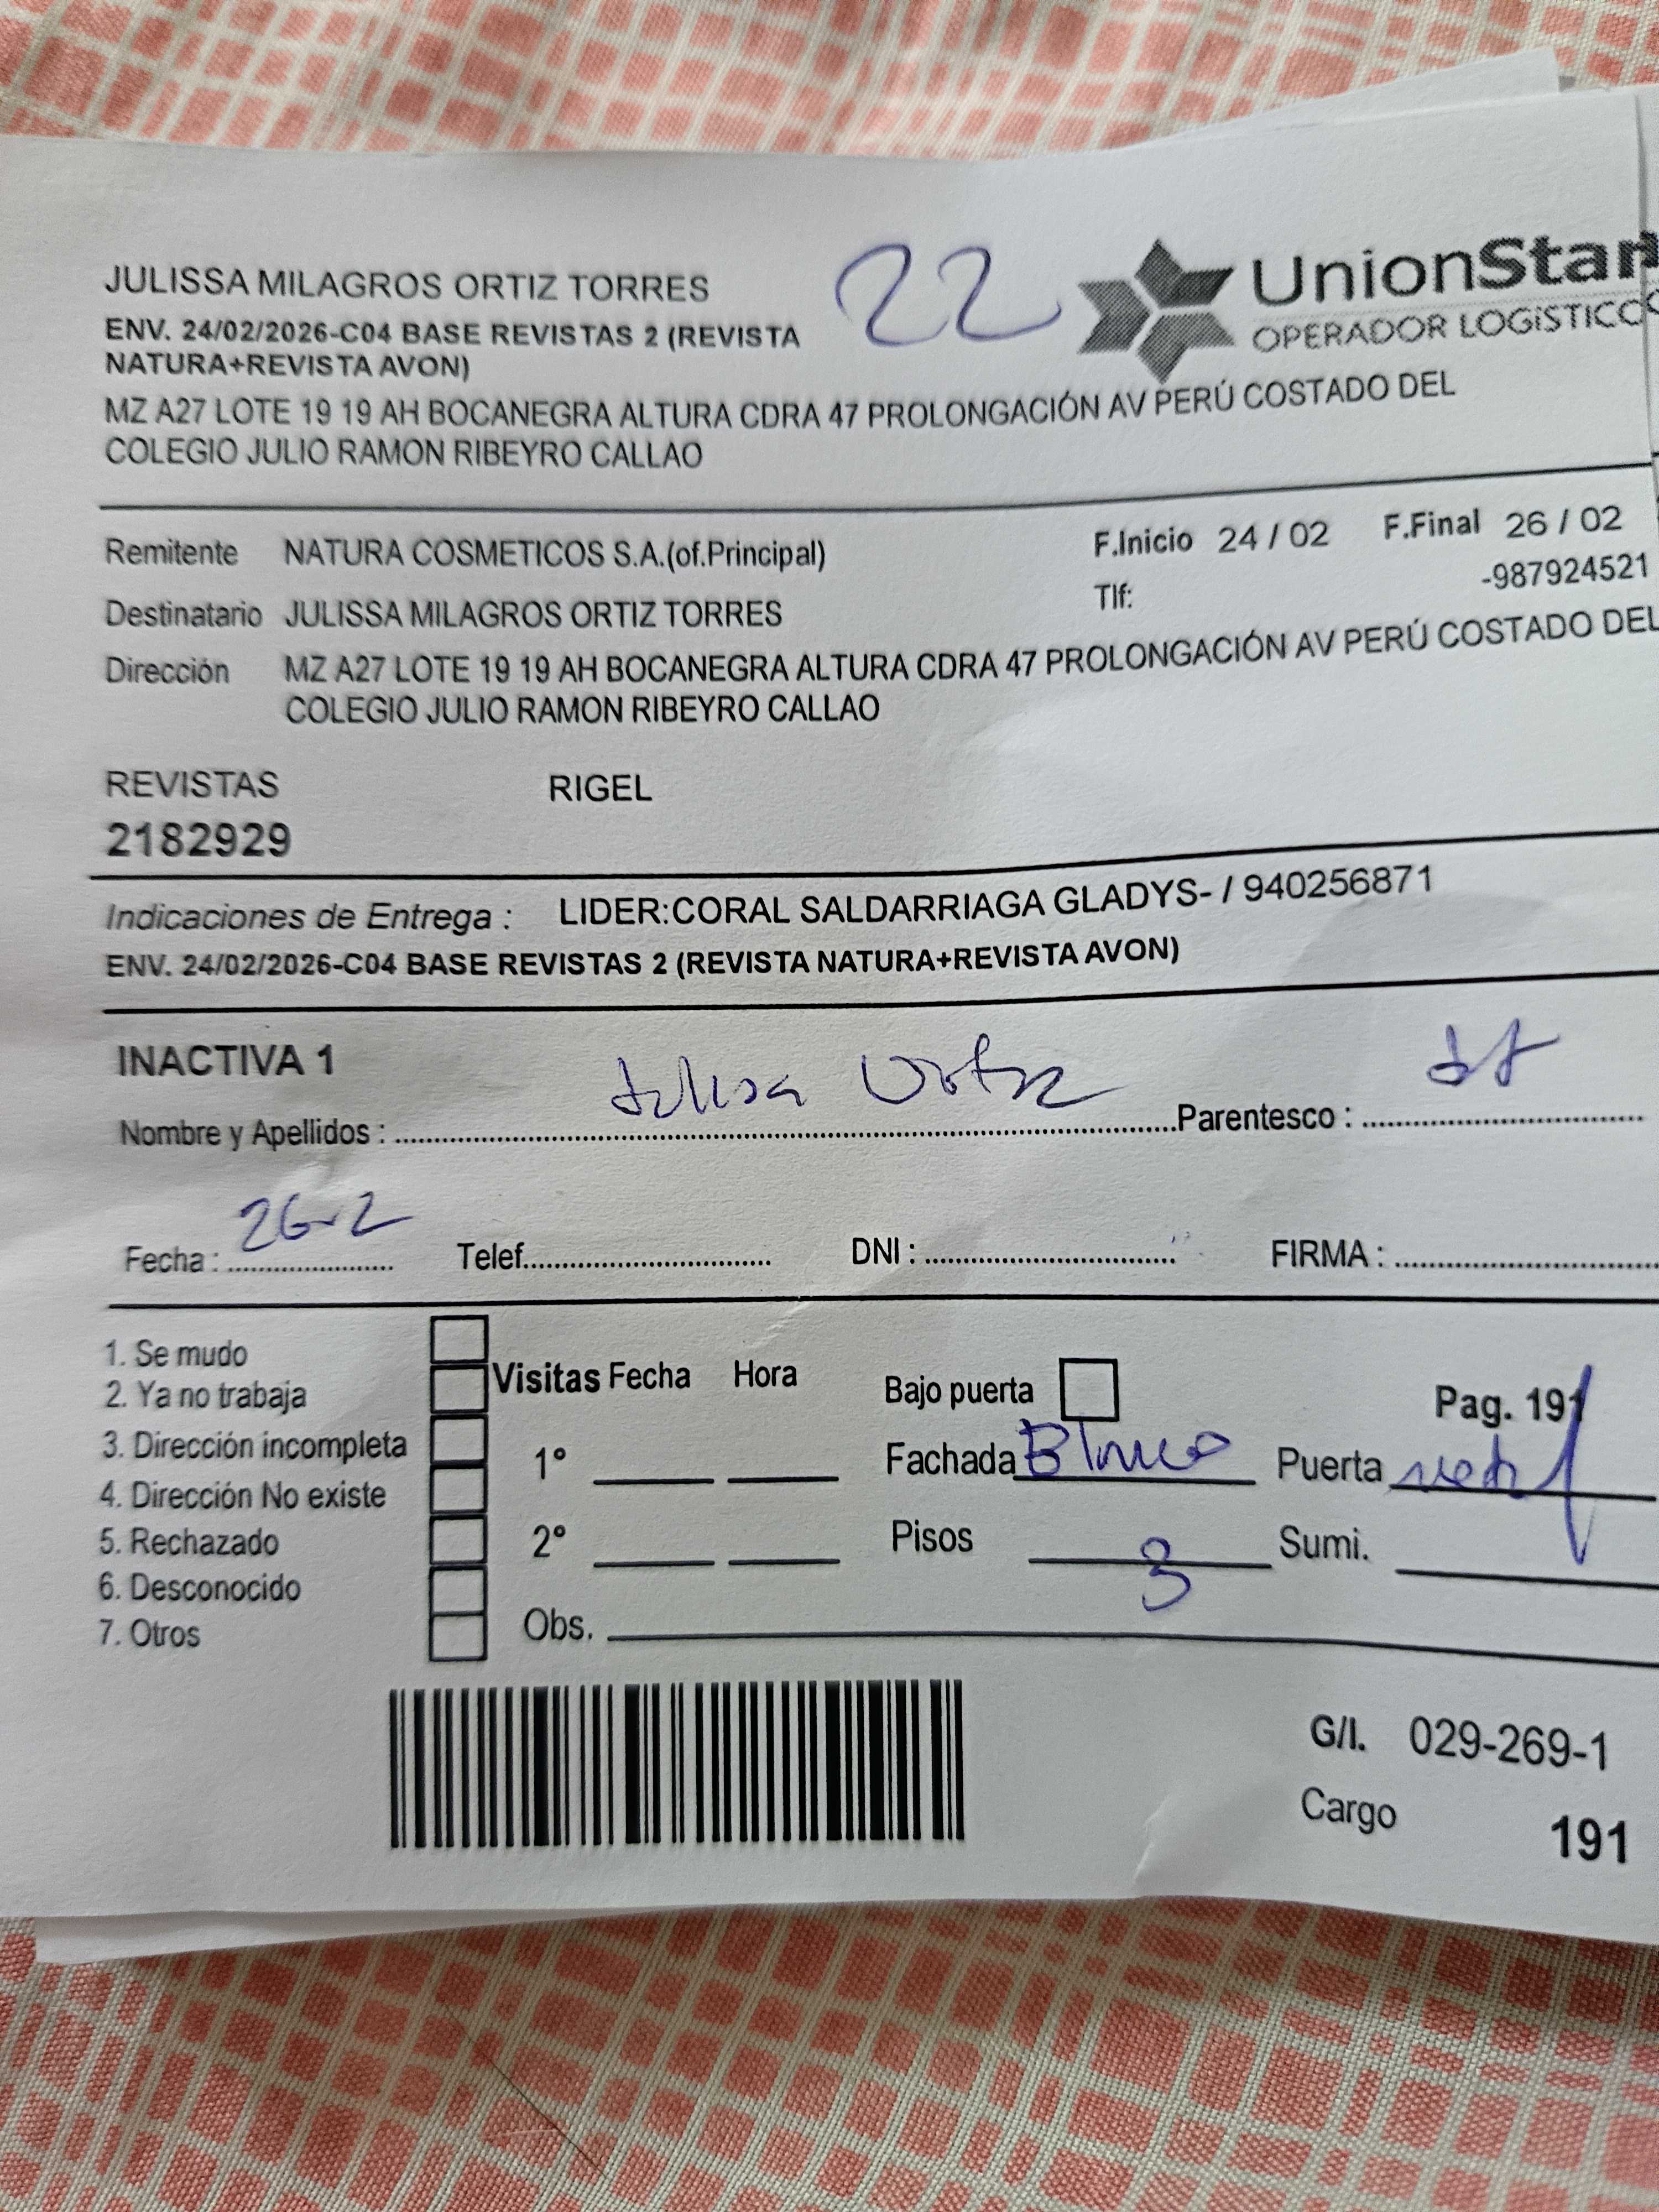 JULISSA MILAGROS ORTIZ TORRES
22
UnionStar
OPERADOR LOGíSTICO
ENV. 24/02/2026-C04 BASE REVISTAS 2 (REVISTA
NATURA+REVISTA AVON)
MZ A27 LOTE 19 19 AH BOCANEGRA ALTURA CDRA 47 PROLONGACIÓN AV PERÚ COSTADO DEL
COLEGIO JULIO RAMON RIBEYRO CALLAO
Remitente NATURA COSMETICOS S.A.(of.Principal) F.Inicio 24 / 02 F.Final 26 / 02
Tlf: -987924521
Destinatario JULISSA MILAGROS ORTIZ TORRES
Dirección MZ A27 LOTE 19 19 AH BOCANEGRA ALTURA CDRA 47 PROLONGACIÓN AV PERÚ COSTADO DEL
COLEGIO JULIO RAMON RIBEYRO CALLAO
REVISTAS RIGEL
2182929
Indicaciones de Entrega : LIDER:CORAL SALDARRIAGA GLADYS- / 940256871
ENV. 24/02/2026-C04 BASE REVISTAS 2 (REVISTA NATURA+REVISTA AVON)
INACTIVA 1
Nombre y Apellidos : Julissa Ortiz Parentesco :
Fecha : 26-2 Telef. DNI : FIRMA :
1. Se mudo
2. Ya no trabaja
3. Dirección incompleta
4. Dirección No existe
5. Rechazado
6. Desconocido
7. Otros
Visitas Fecha Hora
1°
2°
Obs.
Bajo puerta
Pag. 191
Fachada Blanco Puerta
Pisos 3 Sumi.
G/I. 029-269-1
Cargo 191